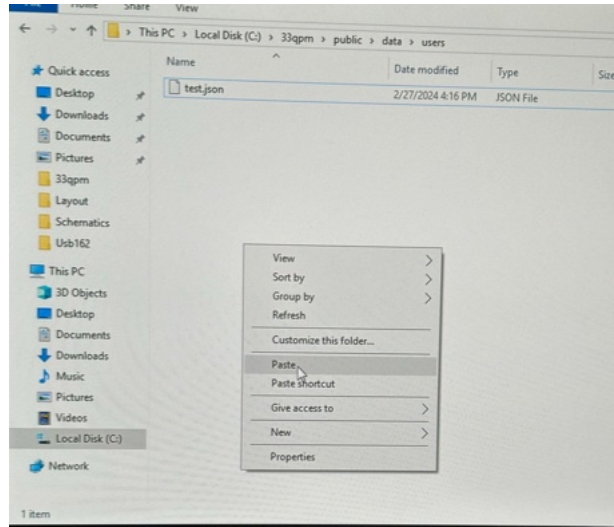 Home Share View
This PC > Local Disk (C:) > 33qpm > public > data > users
Name Date modified Type Size
test.json 2/27/2024 4:16 PM JSON File
Quick access
Desktop
Downloads
Documents
Pictures
33qpm
Layout
Schematics
Usb162
This PC
3D Objects
Desktop
Documents
Downloads
Music
Pictures
Videos
Local Disk (C:)
Network
View
Sort by
Group by
Refresh
Customize this folder...
Paste
Paste shortcut
Give access to
New
Properties
1 item